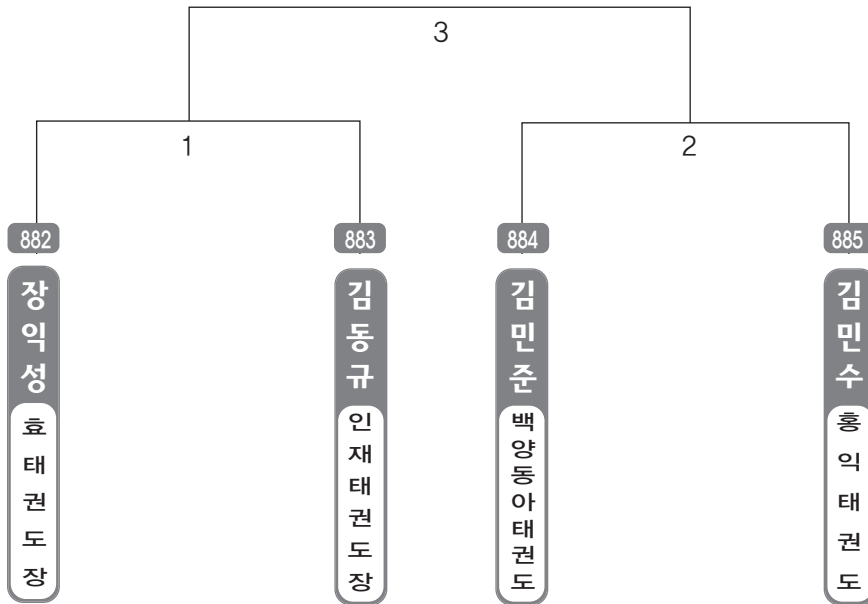 3
1
2
882
883
884
885
장익성
김동규
김민준
김민수
효태권도장
인재태권도장
백양동아태권도
홍익태권도